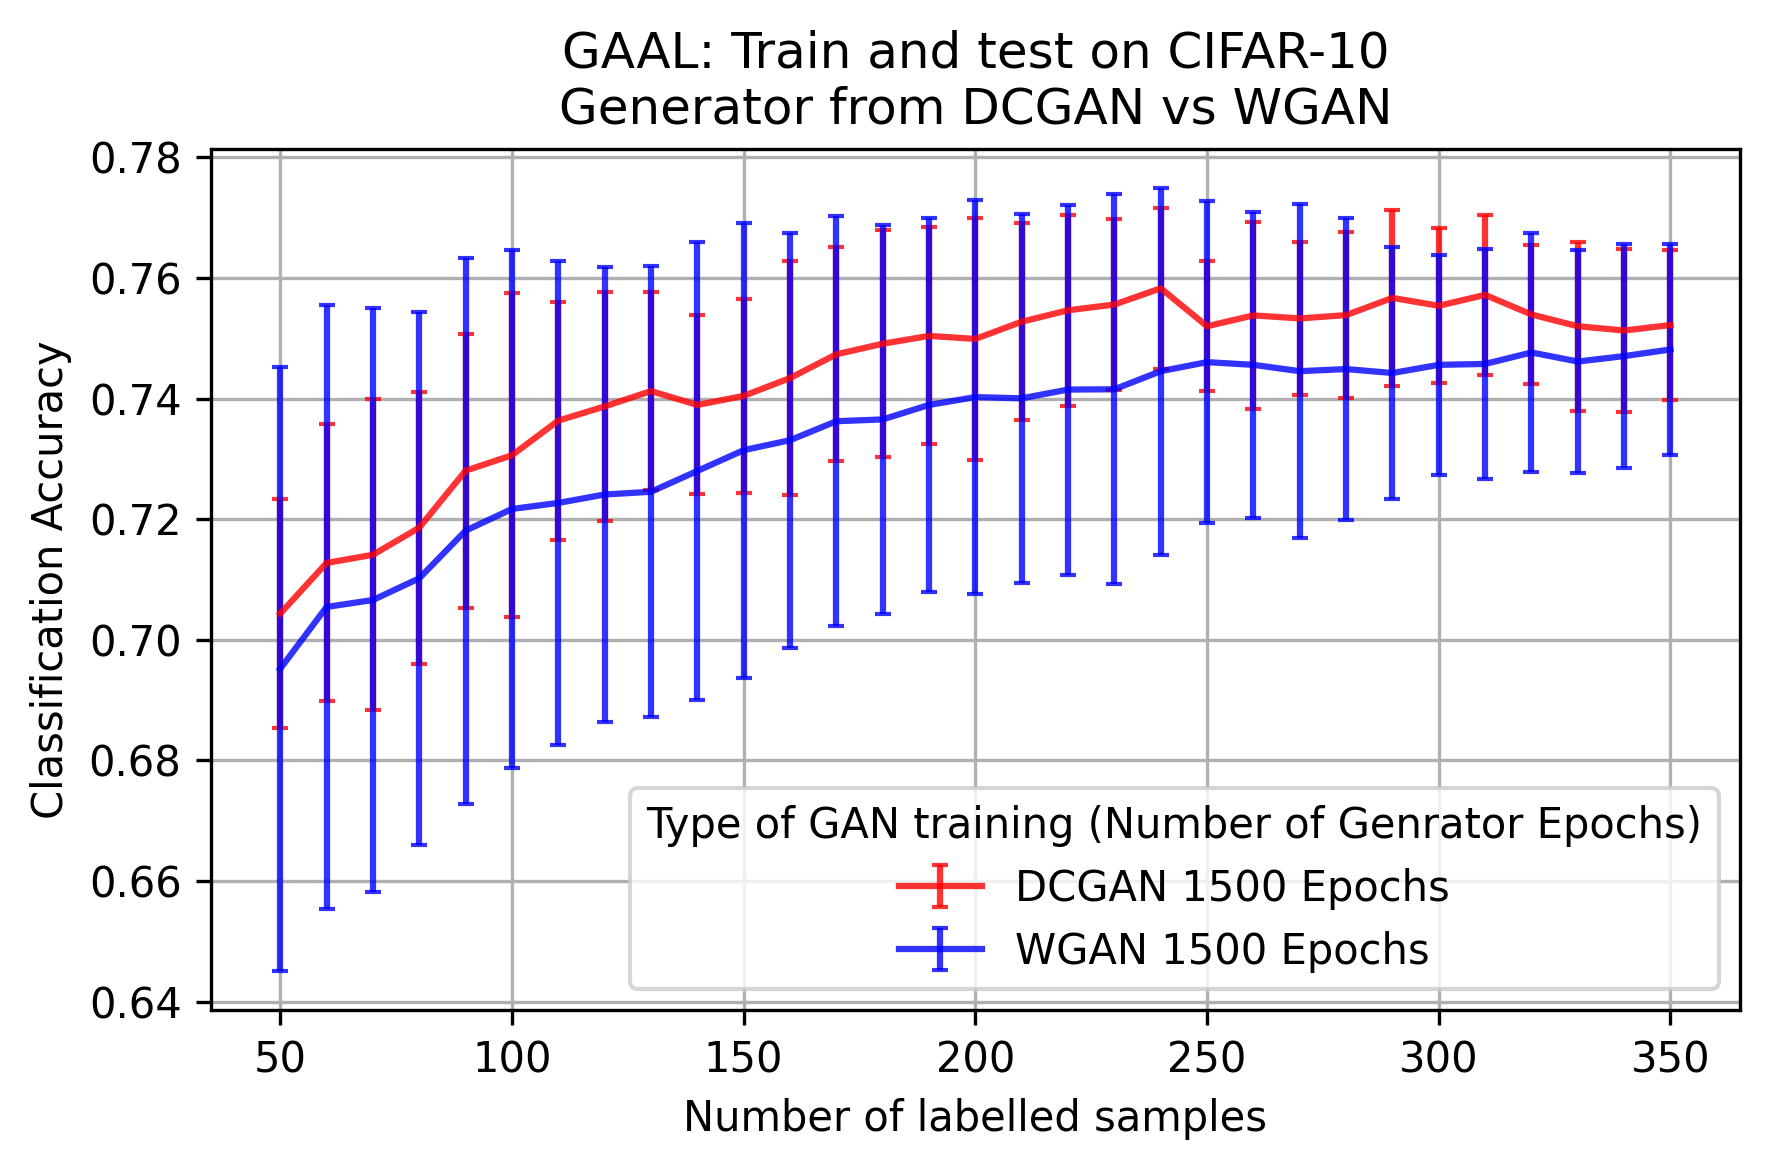 GAAL: Train and test on CIFAR-10
Generator from DCGAN vs WGAN
0.78
0.76
0.74
0.72
0.70
0.68
0.66
0.64
Classification Accuracy
Type of GAN training (Number of Genrator Epochs)
DCGAN 1500 Epochs
WGAN 1500 Epochs
50 100 150 200 250 300 350
Number of labelled samples